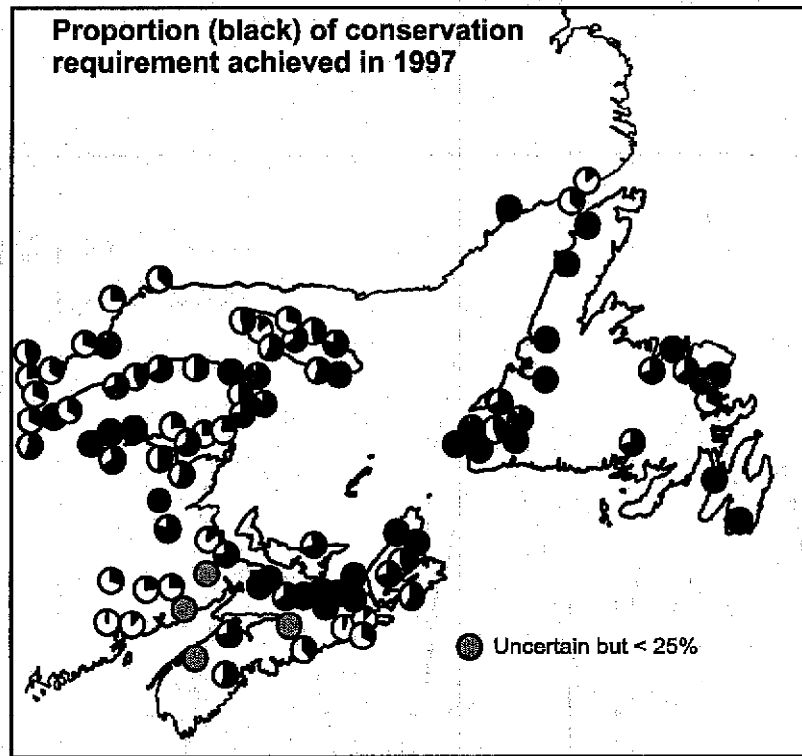 Proportion (black) of conservation
requirement achieved in 1997
Uncertain but < 25%